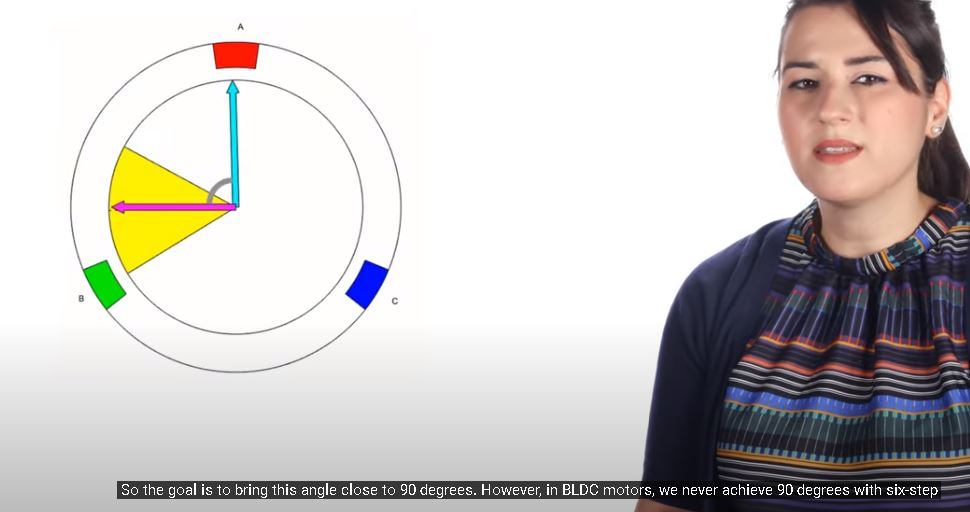 A
B
C
So the goal is to bring this angle close to 90 degrees. However, in BLDC motors, we never achieve 90 degrees with six-step